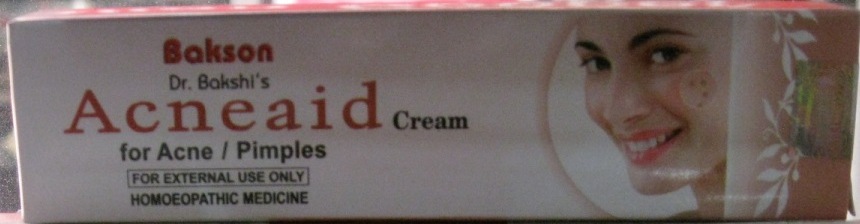 Bakson
Dr. Bakshi's
Acneaid Cream
for Acne / Pimples
FOR EXTERNAL USE ONLY
HOMOEOPATHIC MEDICINE